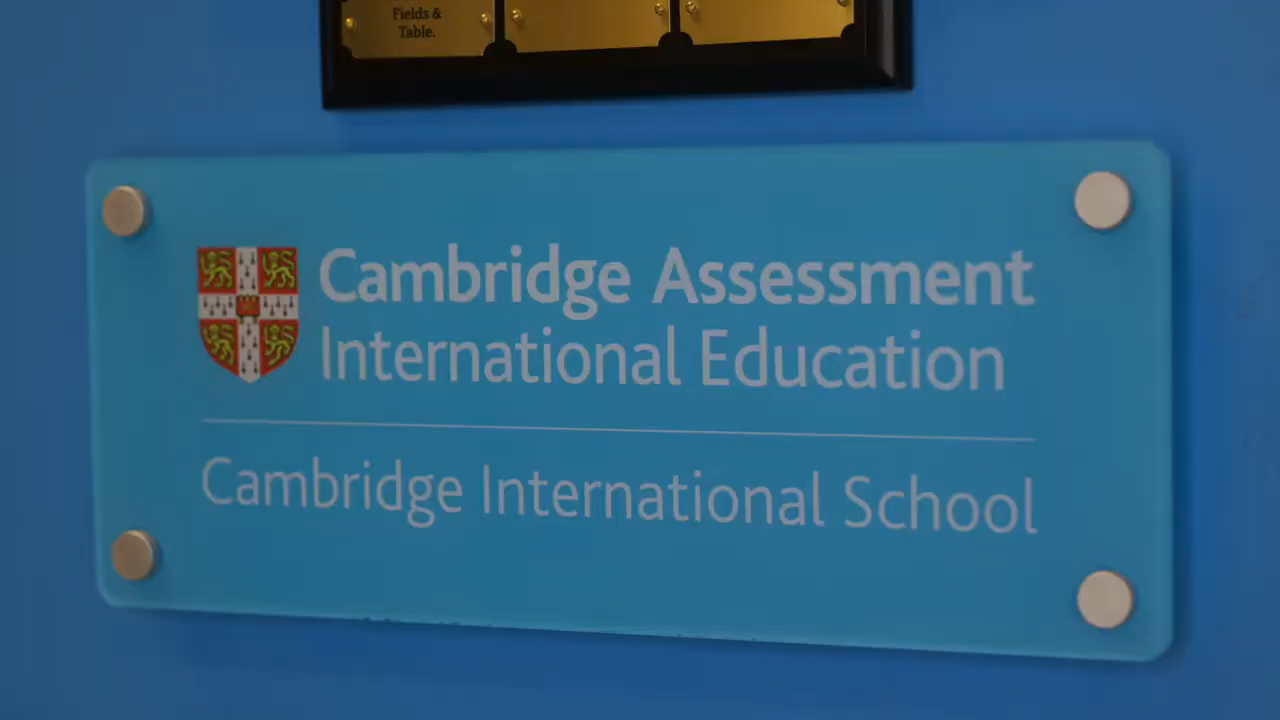 Fields &
Table.
Cambridge Assessment
International Education
Cambridge International School